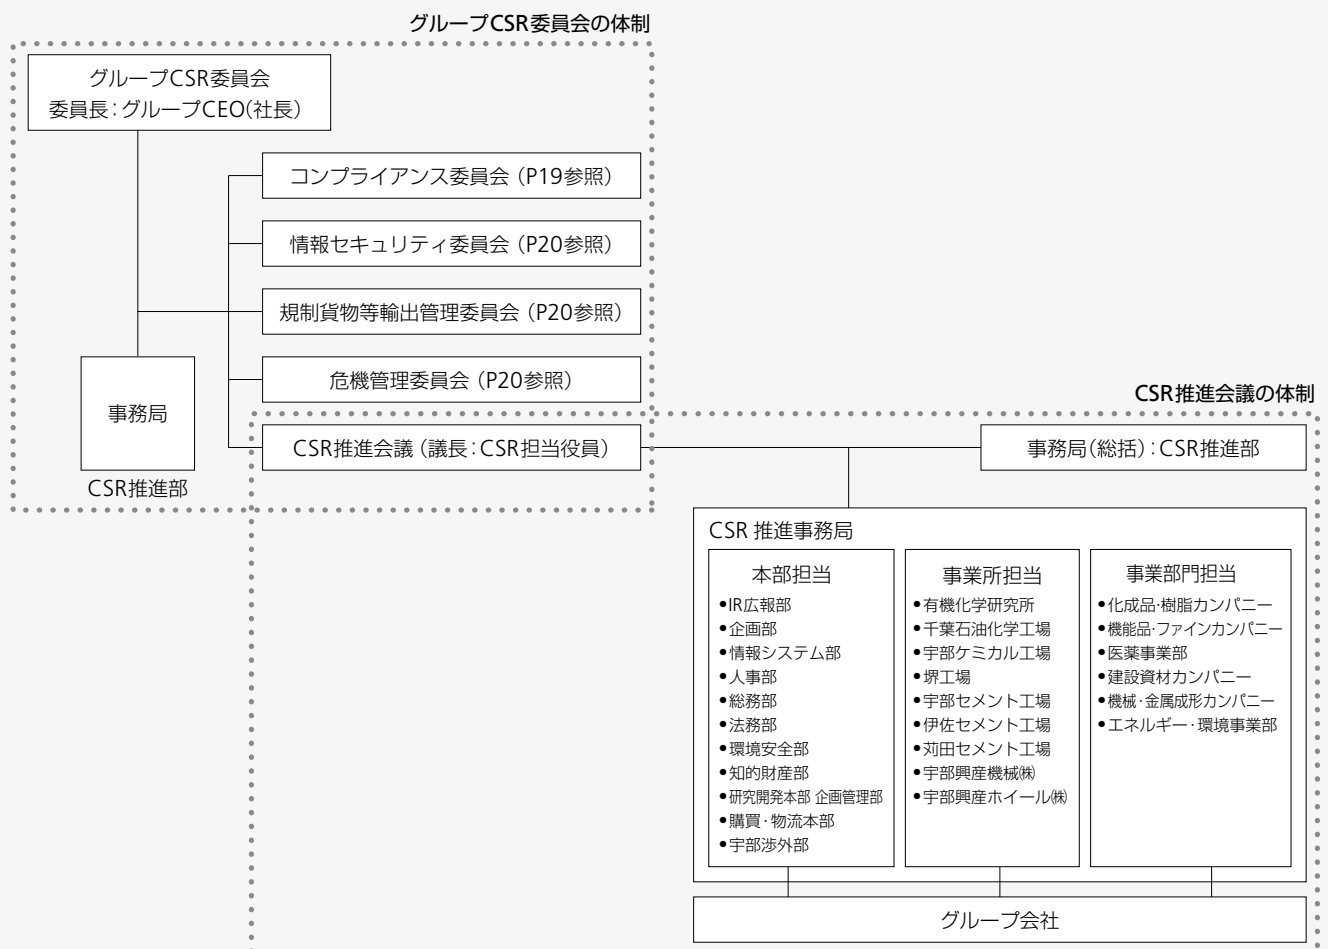 グループCSR委員会の体制
グループCSR委員会
委員長：グループCEO（社長）
コンプライアンス委員会（P19参照）
情報セキュリティ委員会（P20参照）
規制貨物等輸出管理委員会（P20参照）
危機管理委員会（P20参照）
事務局
CSR推進部
CSR推進会議の体制
CSR推進会議（議長：CSR担当役員）
事務局（総括）：CSR推進部
CSR 推進事務局
本部担当
●IR広報部
●企画部
●情報システム部
●人事部
●総務部
●法務部
●環境安全部
●知的財産部
●研究開発本部 企画管理部
●購買・物流本部
●宇部渉外部
事業所担当
●有機化学研究所
●千葉石油化学工場
●宇部ケミカル工場
●堺工場
●宇部セメント工場
●伊佐セメント工場
●苅田セメント工場
●宇部興産機械㈱
●宇部興産ホイール㈱
事業部門担当
●化成品・樹脂カンパニー
●機能品・ファインカンパニー
●医薬事業部
●建設資材カンパニー
●機械・金属成形カンパニー
●エネルギー・環境事業部
グループ会社